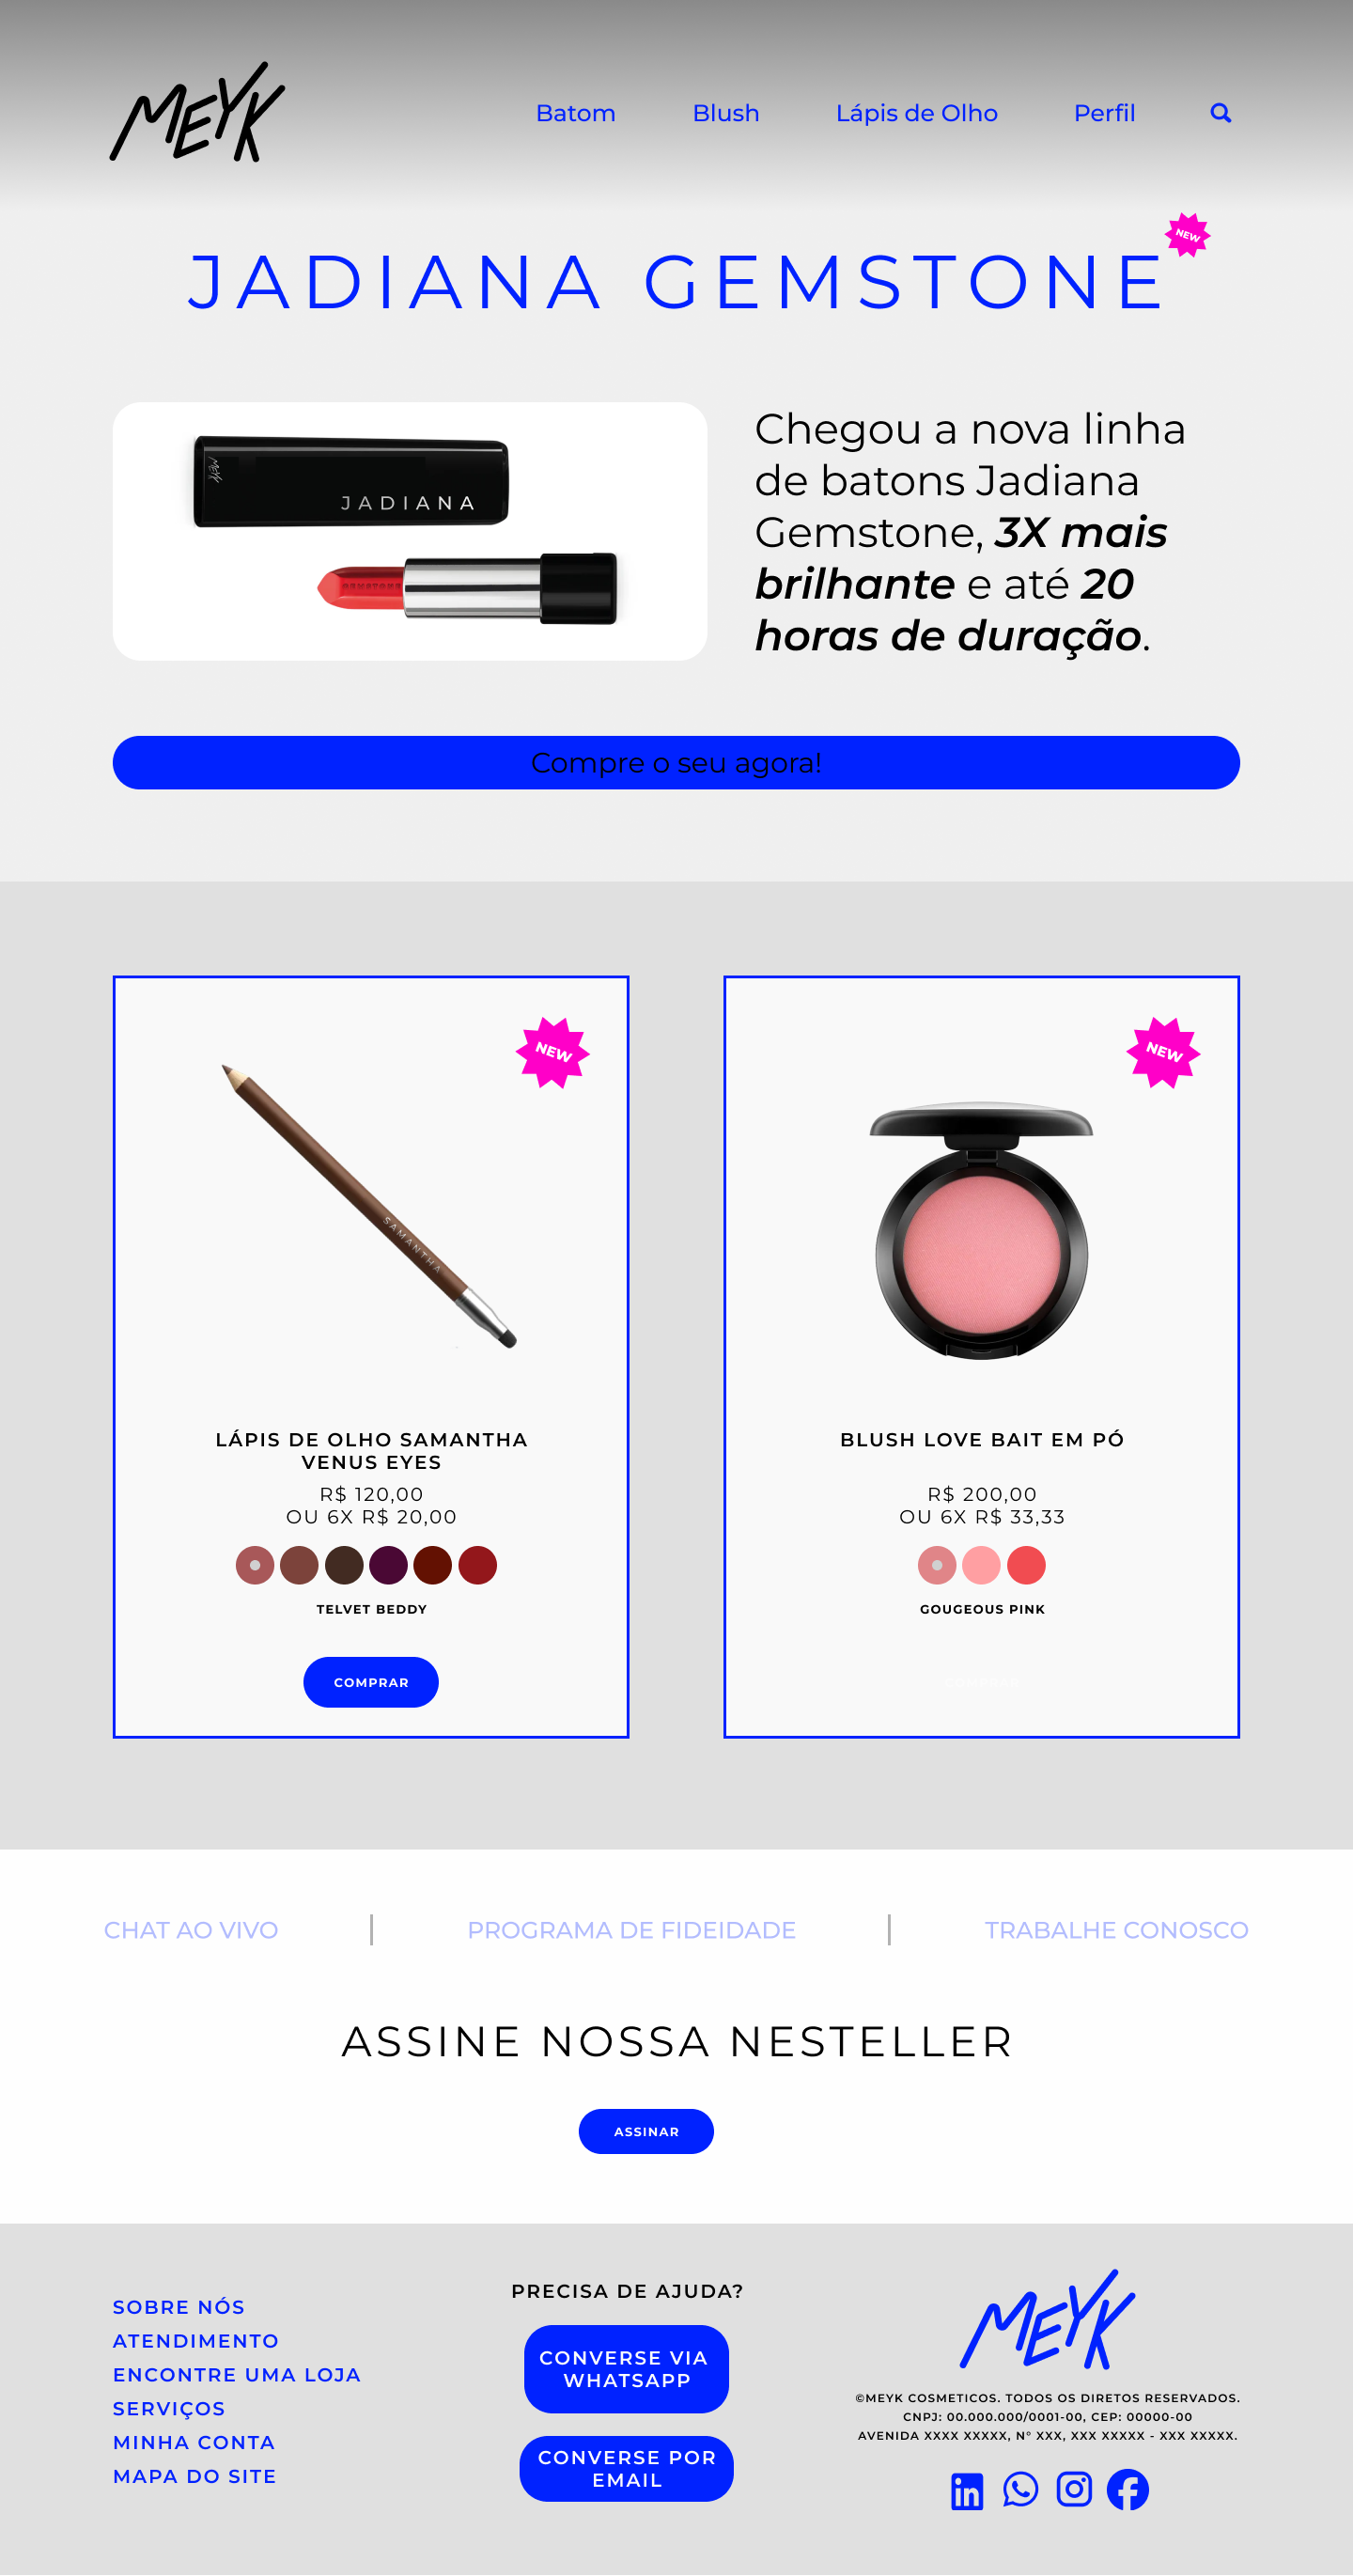 MEYK
Batom
Blush
Lápis de Olho
Perfil
NEW
JADIANA GEMSTONE
MEYK
JADIANA
GEMSTONE
Chegou a nova linha
de batons Jadiana
Gemstone, 3X mais
brilhante e até 20
horas de duração.
Compre o seu agora!
NEW
SAMANTHA
LÁPIS DE OLHO SAMANTHA
VENUS EYES
R$ 120,00
OU 6X R$ 20,00
TELVET BEDDY
COMPRAR
NEW
BLUSH LOVE BAIT EM PÓ
R$ 200,00
OU 6X R$ 33,33
GOUGEOUS PINK
COMPRAR
CHAT AO VIVO
PROGRAMA DE FIDEIDADE
TRABALHE CONOSCO
ASSINE NOSSA NESTELLER
ASSINAR
SOBRE NÓS
ATENDIMENTO
ENCONTRE UMA LOJA
SERVIÇOS
MINHA CONTA
MAPA DO SITE
PRECISA DE AJUDA?
CONVERSE VIA
WHATSAPP
CONVERSE POR
EMAIL
MEYK
©MEYK COSMETICOS. TODOS OS DIRETOS RESERVADOS.
CNPJ: 00.000.000/0001-00, CEP: 00000-00
AVENIDA XXXX XXXXX, N° XXX, XXX XXXXX - XXX XXXXX.